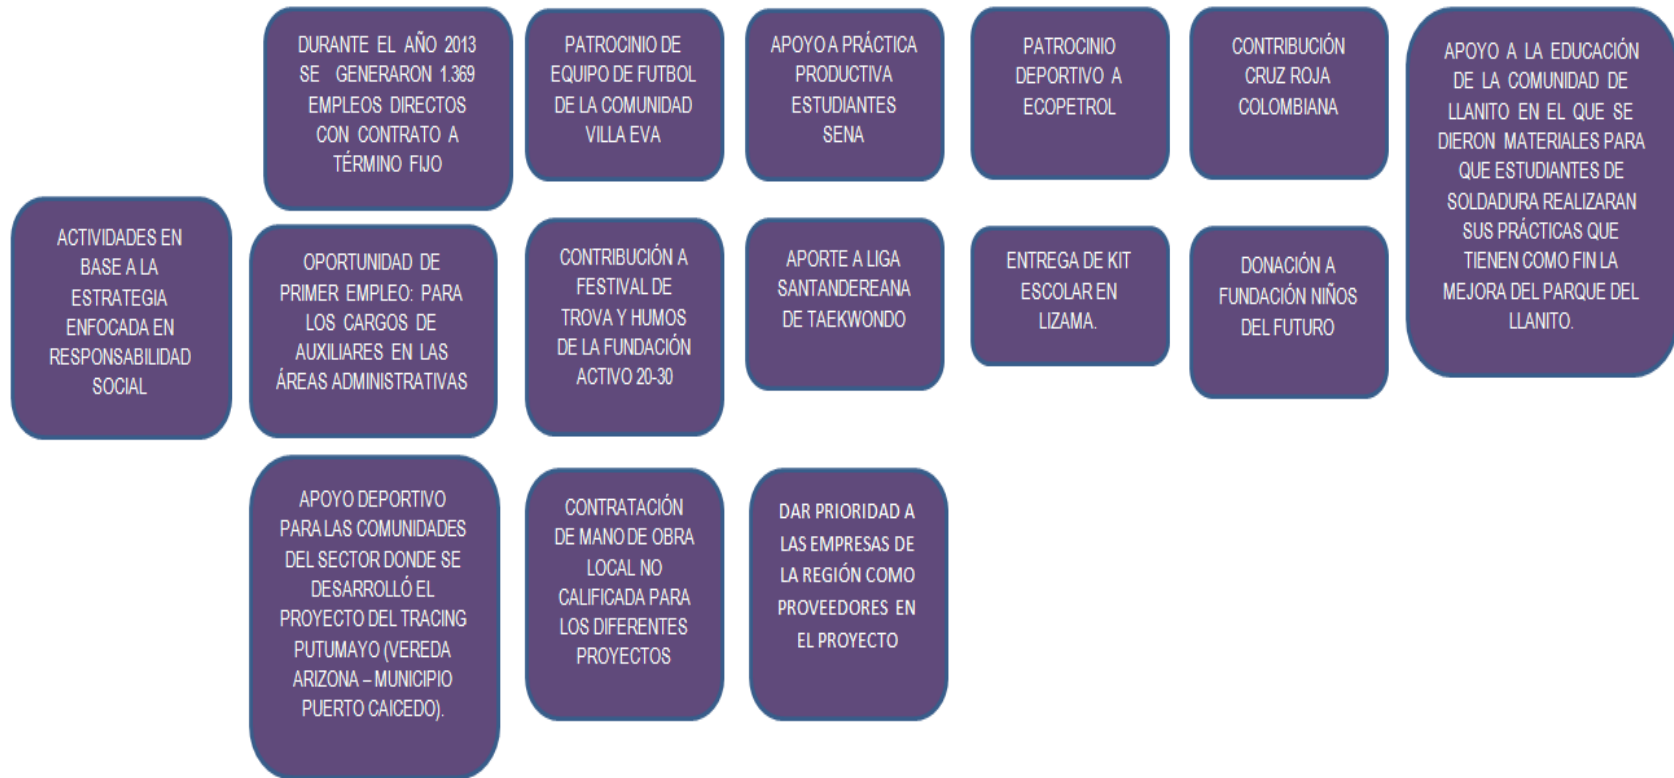 ACTIVIDADES EN
BASE A LA
ESTRATEGIA
ENFOCADA EN
RESPONSABILIDAD
SOCIAL
DURANTE EL AÑO 2013
SE GENERARON 1.369
EMPLEOS DIRECTOS
CON CONTRATO A
TÉRMINO FIJO
PATROCINIO DE
EQUIPO DE FUTBOL
DE LA COMUNIDAD
VILLA EVA
APOYO A PRÁCTICA
PRODUCTIVA
ESTUDIANTES
SENA
PATROCINIO
DEPORTIVO A
ECOPETROL
CONTRIBUCIÓN
CRUZ ROJA
COLOMBIANA
APOYO A LA EDUCACIÓN
DE LA COMUNIDAD DE
LLANITO EN EL QUE SE
DIERON MATERIALES PARA
QUE ESTUDIANTES DE
SOLDADURA REALIZARAN
SUS PRÁCTICAS QUE
TIENEN COMO FIN LA
MEJORA DEL PARQUE DEL
LLANITO.
OPORTUNIDAD DE
PRIMER EMPLEO: PARA
LOS CARGOS DE
AUXILIARES EN LAS
ÁREAS ADMINISTRATIVAS
CONTRIBUCIÓN A
FESTIVAL DE
TROVA Y HUMOS
DE LA FUNDACIÓN
ACTIVO 20-30
APORTE A LIGA
SANTANDEREANA
DE TAEKWONDO
ENTREGA DE KIT
ESCOLAR EN
LIZAMA.
DONACIÓN A
FUNDACIÓN NIÑOS
DEL FUTURO
APOYO DEPORTIVO
PARA LAS COMUNIDADES
DEL SECTOR DONDE SE
DESARROLLÓ EL
PROYECTO DEL TRACING
PUTUMAYO (VEREDA
ARIZONA – MUNICIPIO
PUERTO CAICEDO).
CONTRATACIÓN
DE MANO DE OBRA
LOCAL NO
CALIFICADA PARA
LOS DIFERENTES
PROYECTOS
DAR PRIORIDAD A
LAS EMPRESAS DE
LA REGIÓN COMO
PROVEEDORES EN
EL PROYECTO